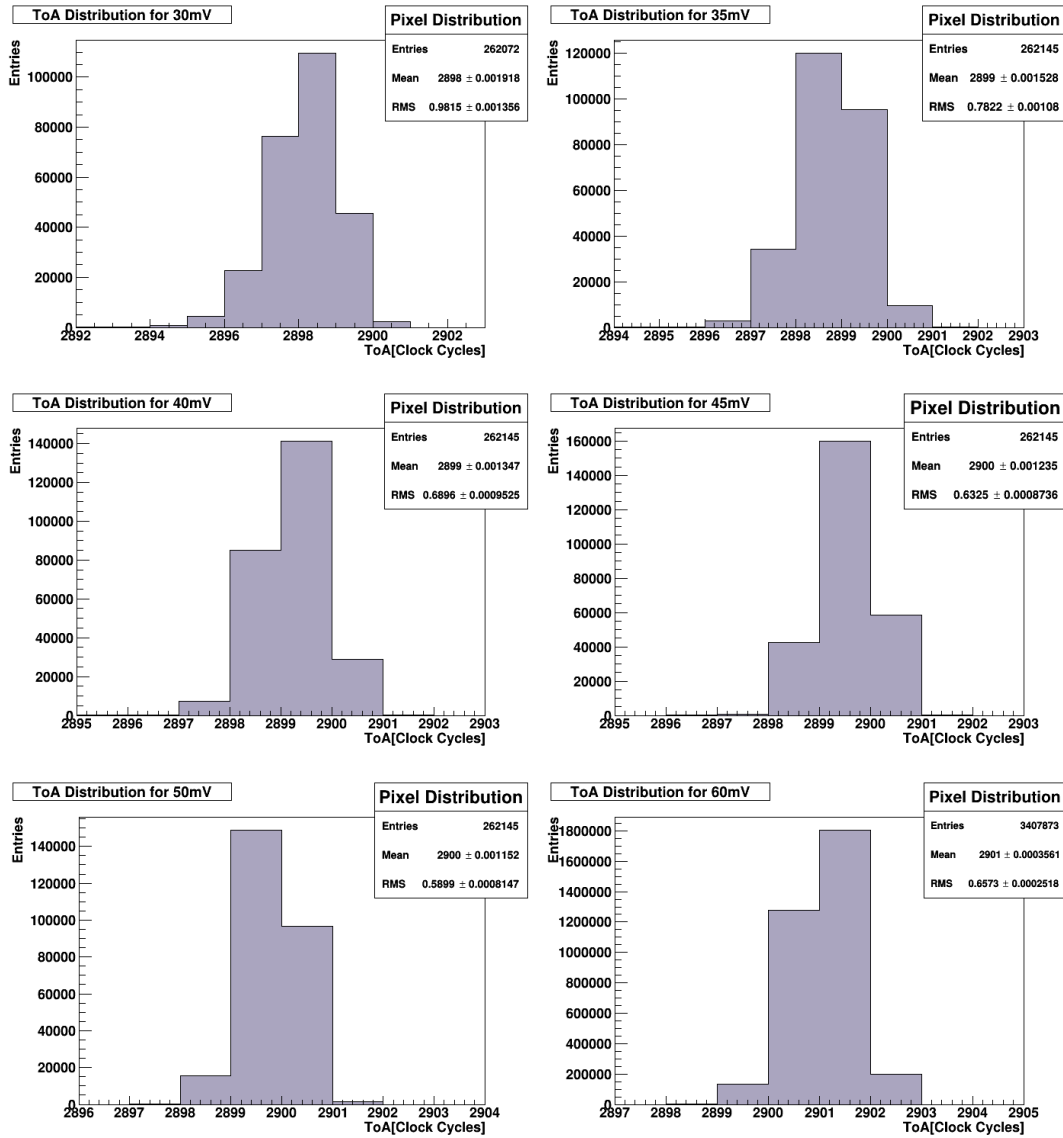 ToA Distribution for 30mV
Pixel Distribution
Entries 262072
Mean 2898 ± 0.001918
RMS 0.9815 ± 0.001356
Entries
100000
80000
60000
40000
20000
0
2892 2894 2896 2898 2900 2902
ToA[Clock Cycles]
ToA Distribution for 35mV
Pixel Distribution
Entries 262145
Mean 2899 ± 0.001528
RMS 0.7822 ± 0.00108
Entries
120000
100000
80000
60000
40000
20000
0
2894 2895 2896 2897 2898 2899 2900 2901 2902 2903
ToA[Clock Cycles]
ToA Distribution for 40mV
Pixel Distribution
Entries 262145
Mean 2899 ± 0.001347
RMS 0.6896 ± 0.0009525
Entries
140000
120000
100000
80000
60000
40000
20000
0
2895 2896 2897 2898 2899 2900 2901 2902 2903
ToA[Clock Cycles]
ToA Distribution for 45mV
Pixel Distribution
Entries 262145
Mean 2900 ± 0.001235
RMS 0.6325 ± 0.0008736
Entries
160000
140000
120000
100000
80000
60000
40000
20000
0
2895 2896 2897 2898 2899 2900 2901 2902 2903
ToA[Clock Cycles]
ToA Distribution for 50mV
Pixel Distribution
Entries 262145
Mean 2900 ± 0.001152
RMS 0.5899 ± 0.0008147
Entries
140000
120000
100000
80000
60000
40000
20000
0
2896 2897 2898 2899 2900 2901 2902 2903 2904
ToA[Clock Cycles]
ToA Distribution for 60mV
Pixel Distribution
Entries 3407873
Mean 2901 ± 0.0003561
RMS 0.6573 ± 0.0002518
Entries
1800000
1600000
1400000
1200000
1000000
800000
600000
400000
200000
0
2897 2898 2899 2900 2901 2902 2903 2904 2905
ToA[Clock Cycles]